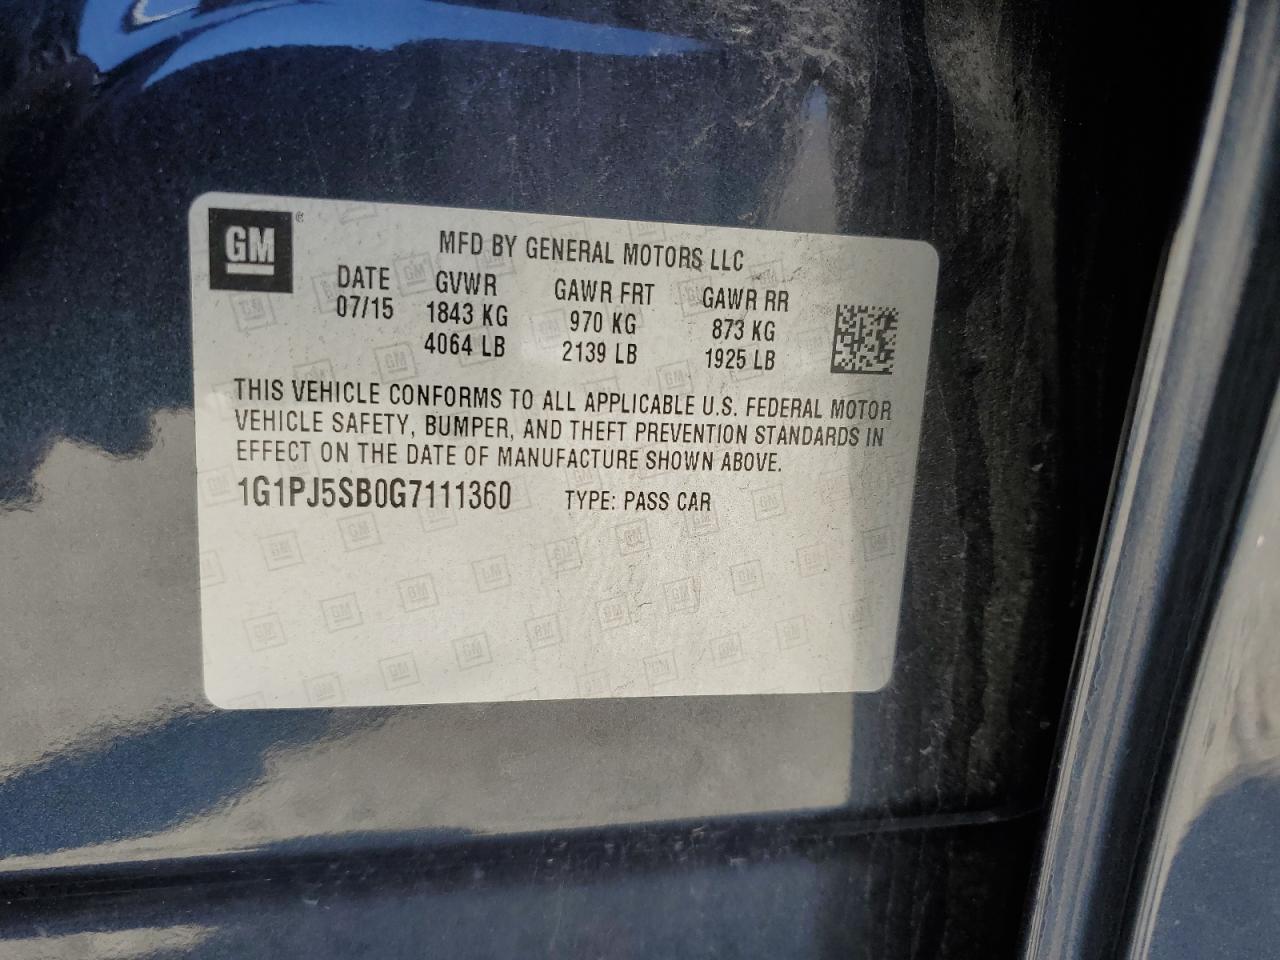 GM ®
MFD BY GENERAL MOTORS LLC
DATE GVWR GAWR FRT GAWR RR
07/15 1843 KG 970 KG 873 KG
4064 LB 2139 LB 1925 LB
THIS VEHICLE CONFORMS TO ALL APPLICABLE U.S. FEDERAL MOTOR
VEHICLE SAFETY, BUMPER, AND THEFT PREVENTION STANDARDS IN
EFFECT ON THE DATE OF MANUFACTURE SHOWN ABOVE.
1G1PJ5SB0G7111360 TYPE: PASS CAR